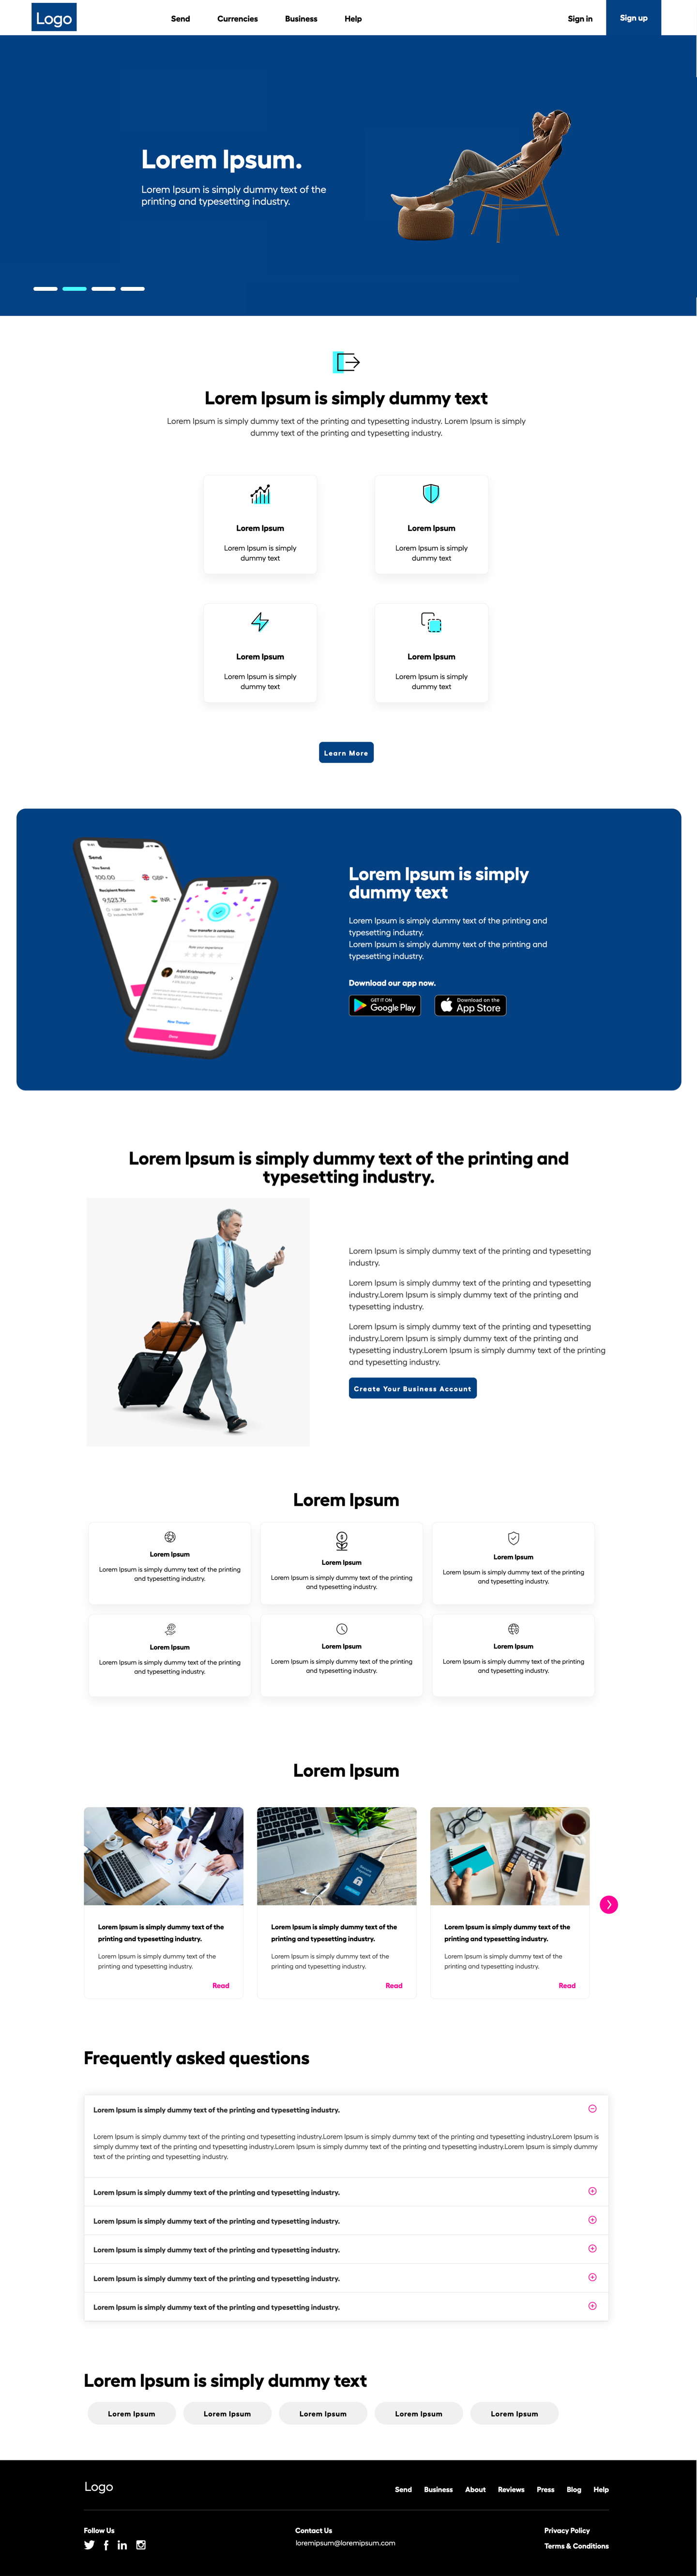 Logo
Send
Currencies
Business
Help
Sign in
Sign up
Lorem Ipsum.
Lorem Ipsum is simply dummy text of the
printing and typesetting industry.
Lorem Ipsum is simply dummy text
Lorem Ipsum is simply dummy text of the printing and typesetting industry. Lorem Ipsum is simply
dummy text of the printing and typesetting industry.
Lorem Ipsum
Lorem Ipsum is simply
dummy text
Lorem Ipsum
Lorem Ipsum is simply
dummy text
Lorem Ipsum
Lorem Ipsum is simply
dummy text
Lorem Ipsum
Lorem Ipsum is simply
dummy text
Learn More
Send
You Send
100.00
GBP
Recipient Receives
9,523.76
INR
Your transfer is complete.
Rate your experience
New Transfer
Lorem Ipsum is simply
dummy text
Lorem Ipsum is simply dummy text of the printing and
typesetting industry.
Lorem Ipsum is simply dummy text of the printing and
typesetting industry.
Download our app now.
GET IT ON
Google Play
Download on the
App Store
Lorem Ipsum is simply dummy text of the printing and
typesetting industry.
Lorem Ipsum is simply dummy text of the printing and typesetting
industry.
Lorem Ipsum is simply dummy text of the printing and typesetting
industry.Lorem Ipsum is simply dummy text of the printing and
typesetting industry.
Lorem Ipsum is simply dummy text of the printing and typesetting
industry.Lorem Ipsum is simply dummy text of the printing and
typesetting industry.Lorem Ipsum is simply dummy text of the printing
and typesetting industry.
Create Your Business Account
Lorem Ipsum
Lorem Ipsum
Lorem Ipsum is simply dummy text of the printing
and typesetting industry.
Lorem Ipsum
Lorem Ipsum is simply dummy text of the printing
and typesetting industry.
Lorem Ipsum
Lorem Ipsum is simply dummy text of the printing
and typesetting industry.
Lorem Ipsum
Lorem Ipsum is simply dummy text of the printing
and typesetting industry.
Lorem Ipsum
Lorem Ipsum is simply dummy text of the printing
and typesetting industry.
Lorem Ipsum
Lorem Ipsum is simply dummy text of the printing
and typesetting industry.
Lorem Ipsum
Lorem Ipsum is simply dummy text of the
printing and typesetting industry.
Lorem Ipsum is simply dummy text of the
printing and typesetting industry.
Read
Lorem Ipsum is simply dummy text of the
printing and typesetting industry.
Lorem Ipsum is simply dummy text of the
printing and typesetting industry.
Read
Lorem Ipsum is simply dummy text of the
printing and typesetting industry.
Lorem Ipsum is simply dummy text of the
printing and typesetting industry.
Read
Frequently asked questions
Lorem Ipsum is simply dummy text of the printing and typesetting industry.
Lorem Ipsum is simply dummy text of the printing and typesetting industry.Lorem Ipsum is simply dummy text of the printing and typesetting industry.Lorem Ipsum is
simply dummy text of the printing and typesetting industry.Lorem Ipsum is simply dummy text of the printing and typesetting industry.Lorem Ipsum is simply dummy
text of the printing and typesetting industry.
Lorem Ipsum is simply dummy text of the printing and typesetting industry.
Lorem Ipsum is simply dummy text of the printing and typesetting industry.
Lorem Ipsum is simply dummy text of the printing and typesetting industry.
Lorem Ipsum is simply dummy text of the printing and typesetting industry.
Lorem Ipsum is simply dummy text of the printing and typesetting industry.
Lorem Ipsum is simply dummy text
Lorem Ipsum
Lorem Ipsum
Lorem Ipsum
Lorem Ipsum
Lorem Ipsum
Logo
Send
Business
About
Reviews
Press
Blog
Help
Follow Us
Contact Us
loremipsum@loremipsum.com
Privacy Policy
Terms & Conditions